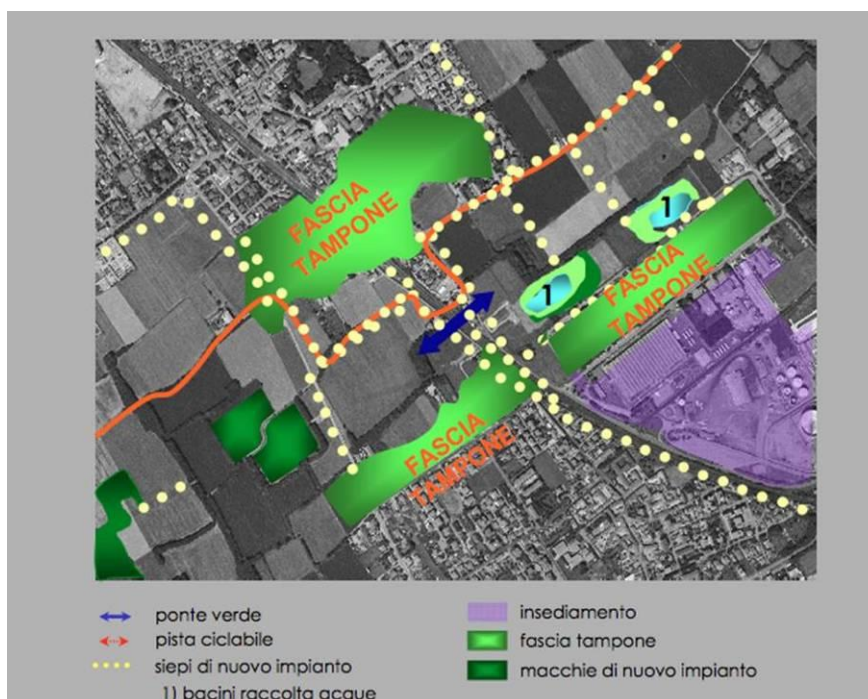 FASCIA
TAMPONE
1
1
FASCIA
TAMPONE
FASCIA
TAMPONE
ponte verde
pista ciclabile
siepi di nuovo impianto
1) bacini raccolta acque
insediamento
fascia tampone
macchie di nuovo impianto